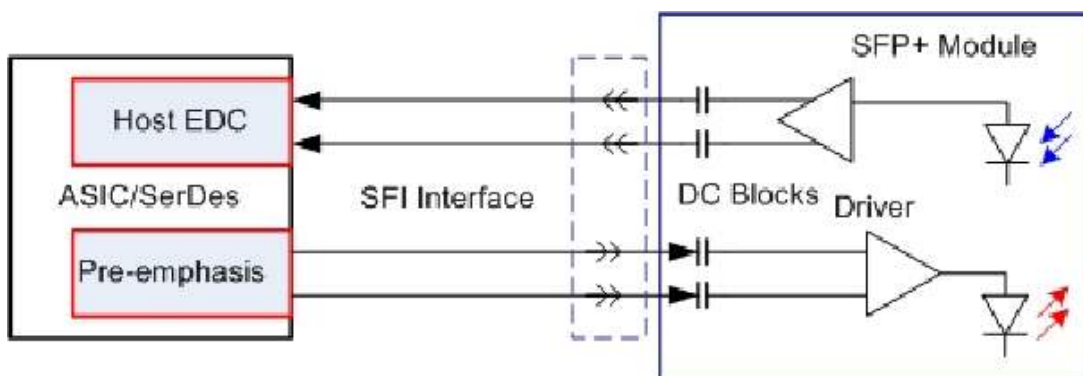 SFP+ Module
Host EDC
ASIC/SerDes
SFI Interface
DC Blocks
Driver
Pre-emphasis